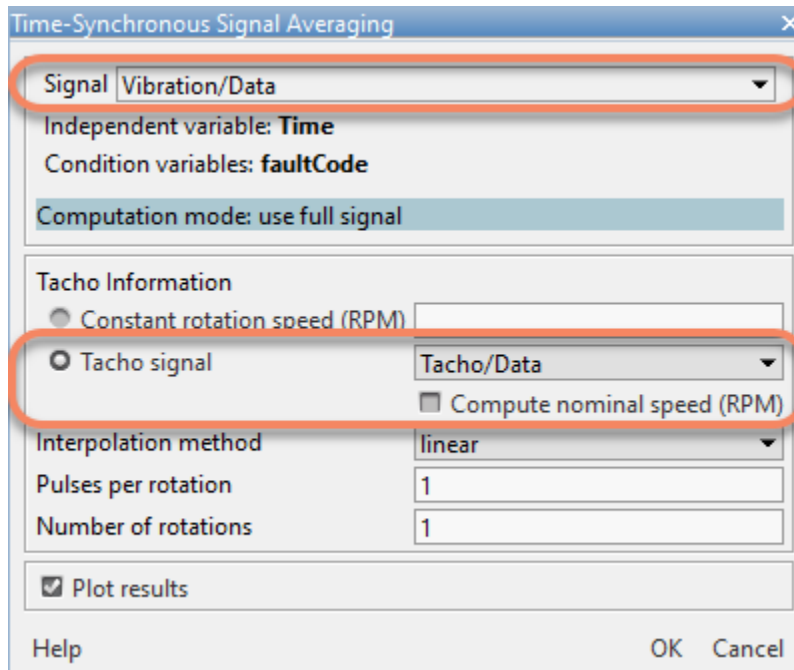 Time-Synchronous Signal Averaging
Signal Vibration/Data
Independent variable: Time
Condition variables: faultCode
Computation mode: use full signal
Tacho Information
Constant rotation speed (RPM)
Tacho signal Tacho/Data
Compute nominal speed (RPM)
Interpolation method linear
Pulses per rotation 1
Number of rotations 1
Plot results
Help OK Cancel